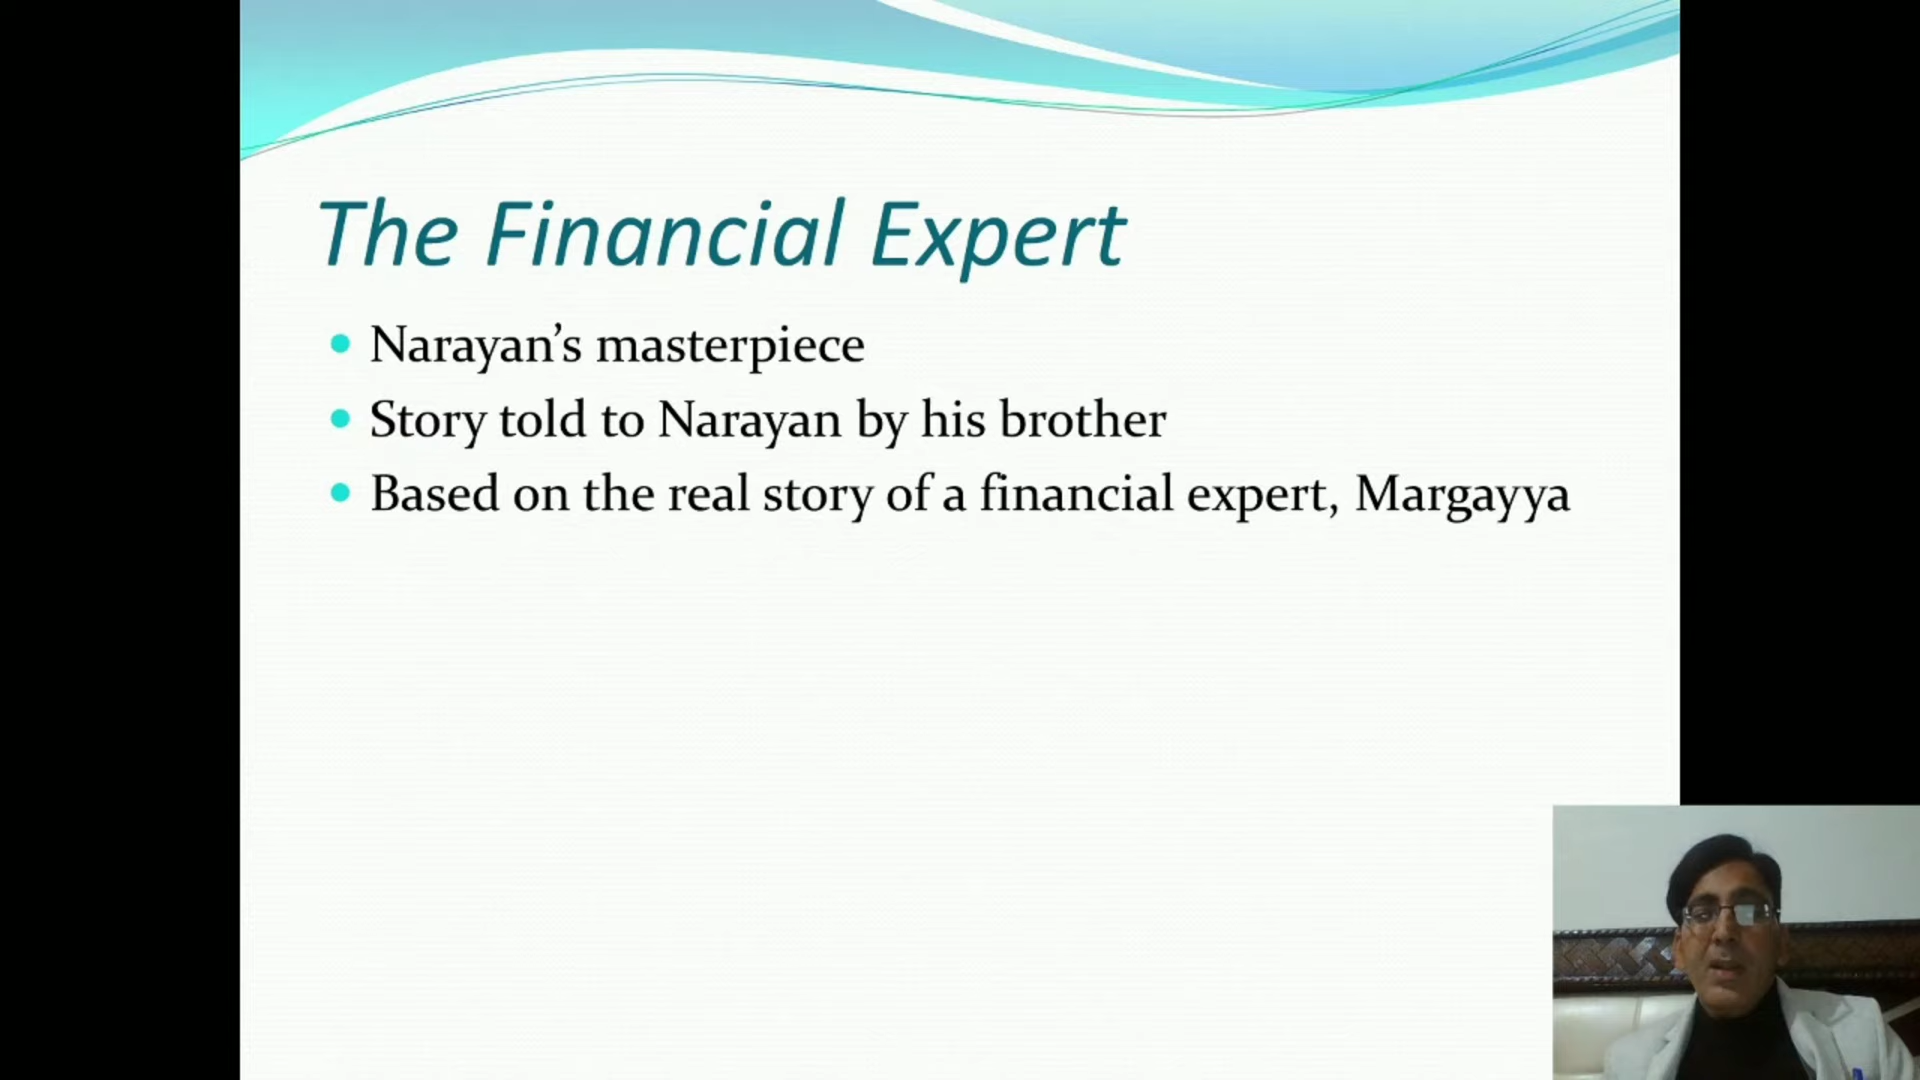 The Financial Expert
Narayan’s masterpiece
Story told to Narayan by his brother
Based on the real story of a financial expert, Margayya